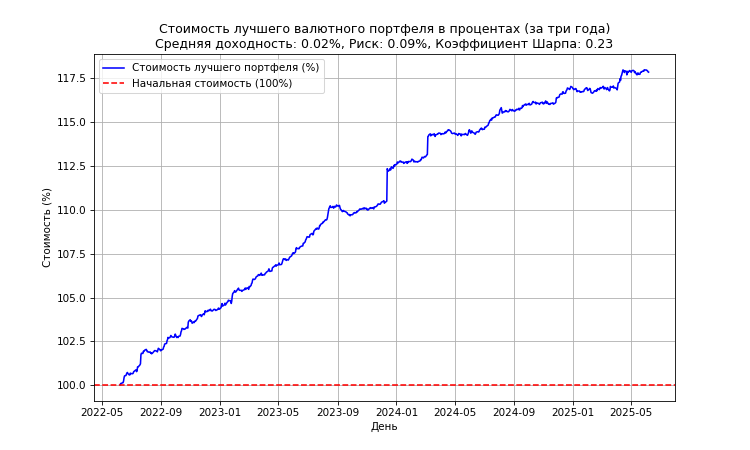 Стоимость лучшего валютного портфеля в процентах (за три года)
Средняя доходность: 0.02%, Риск: 0.09%, Коэффициент Шарпа: 0.23
Стоимость лучшего портфеля (%)
Начальная стоимость (100%)
Стоимость (%)
117.5
115.0
112.5
110.0
107.5
105.0
102.5
100.0
2022-05 2022-09 2023-01 2023-05 2023-09 2024-01 2024-05 2024-09 2025-01 2025-05
День